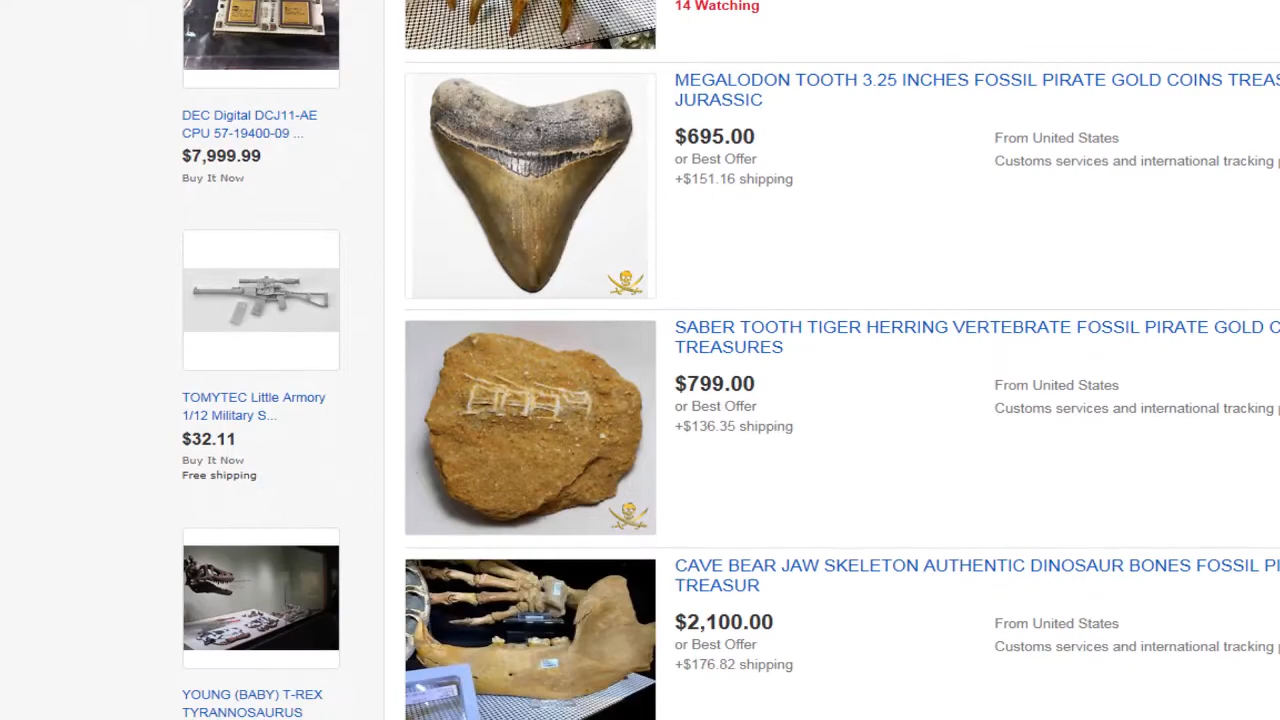 14 Watching
DEC Digital DCJ11-AE
CPU 57-19400-09 ...
$7,999.99
Buy It Now
TOMYTEC Little Armory
1/12 Military S...
$32.11
Buy It Now
Free shipping
YOUNG (BABY) T-REX
TYRANNOSAURUS
MEGALODON TOOTH 3.25 INCHES FOSSIL PIRATE GOLD COINS TREAS
JURASSIC
$695.00
or Best Offer
+$151.16 shipping
From United States
Customs services and international tracking p
SABER TOOTH TIGER HERRING VERTEBRATE FOSSIL PIRATE GOLD C
TREASURES
$799.00
or Best Offer
+$136.35 shipping
From United States
Customs services and international tracking p
CAVE BEAR JAW SKELETON AUTHENTIC DINOSAUR BONES FOSSIL PI
TREASUR
$2,100.00
or Best Offer
+$176.82 shipping
From United States
Customs services and international tracking p